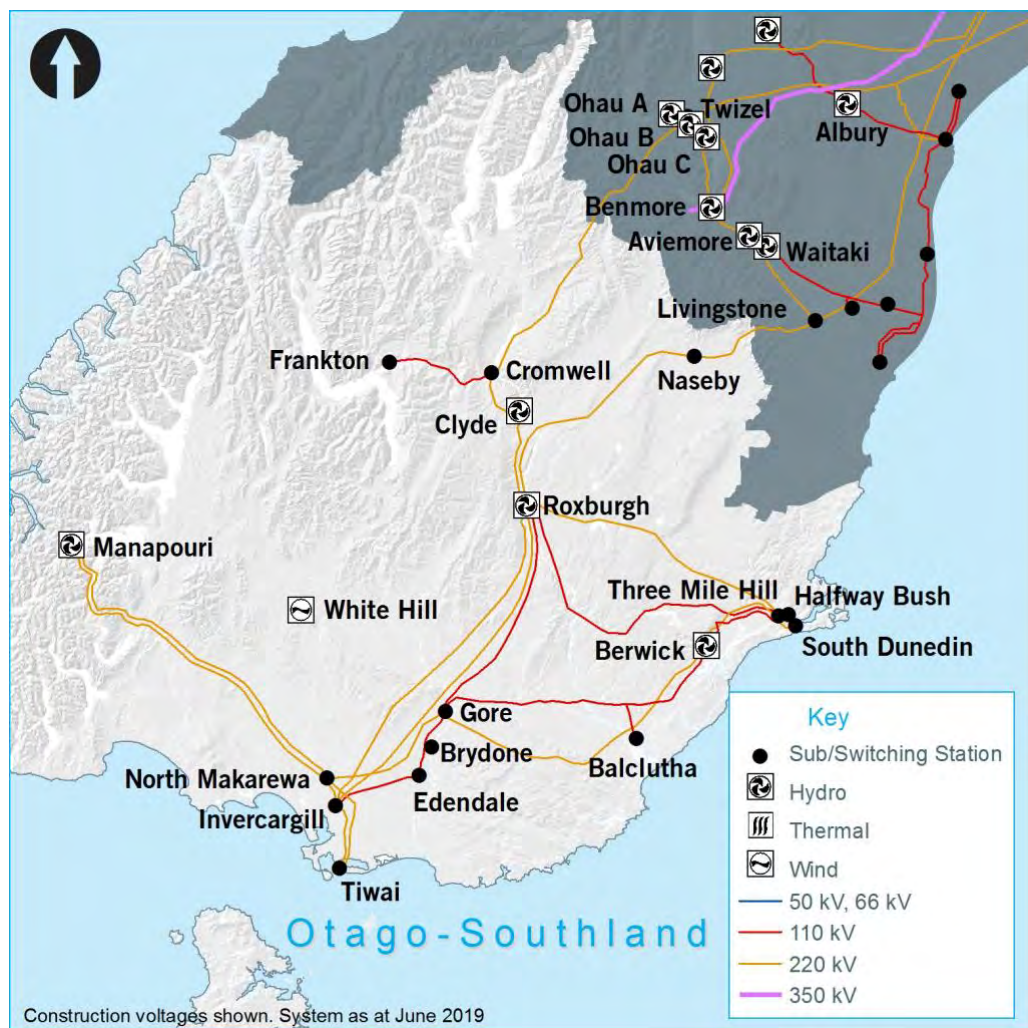 Ohau A
Twizel
Ohau B
Albury
Ohau C
Benmore
Aviemore
Waitaki
Livingstone
Frankton
Cromwell
Naseby
Clyde
Roxburgh
Manapouri
Three Mile Hill
Halfway Bush
White Hill
Berwick
South Dunedin
Gore
Brydone
Balclutha
North Makarewa
Edendale
Invercargill
Tiwai
Otago-Southland
Key
Sub/Switching Station
Hydro
Thermal
Wind
50 kV, 66 kV
110 kV
220 kV
350 kV
Construction voltages shown. System as at June 2019